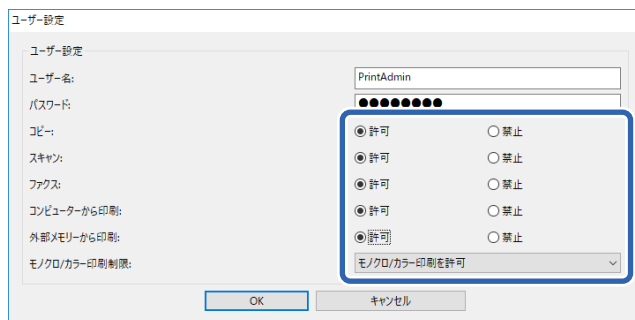 ユーザー設定
ユーザー設定
ユーザー名: PrintAdmin
パスワード: ●●●●●●●●
コピー: 許可 禁止
スキャン: 許可 禁止
ファクス: 許可 禁止
コンピューターから印刷: 許可 禁止
外部メモリーから印刷: 許可 禁止
モノクロ/カラー印刷制限: モノクロ/カラー印刷を許可
OK キャンセル